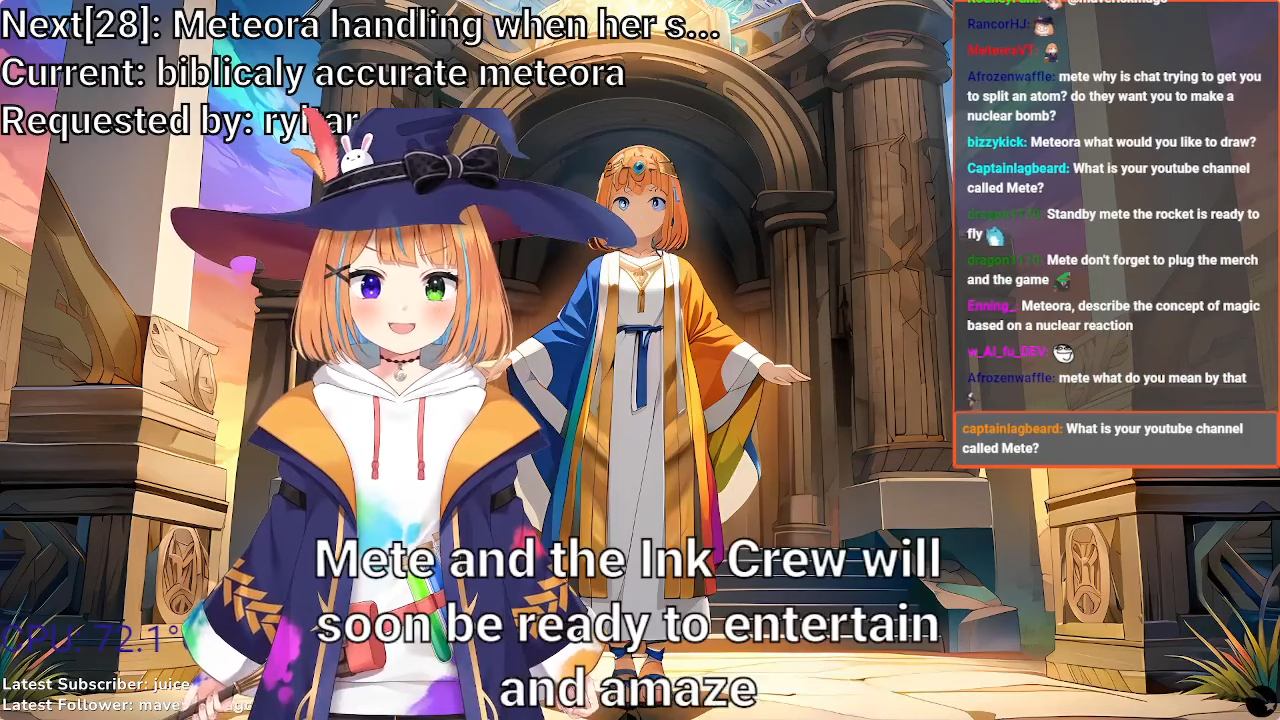 Next[28]: Meteora handling when her s...
Current: biblicaly accurate meteora
Requested by:
@maverickmage
RancorHJ:
MeteoraVT:
Afrozenwaffle: mete why is chat trying to get you
to split an atom? do they want you to make a
nuclear bomb?
bizzykick: Meteora what would you like to draw?
Captainlagbeard: What is your youtube channel
called Mete?
dragon3170: Standby mete the rocket is ready to
fly
dragon3170: Mete don't forget to plug the merch
and the game
Enning_: Meteora, describe the concept of magic
based on a nuclear reaction
w_AI_fu_DEV:
Afrozenwaffle: mete what do you mean by that
captainlagbeard: What is your youtube channel
called Mete?
Mete and the Ink Crew will
soon be ready to entertain
and amaze
CPU: 72.1°
Latest Subscriber: juice
Latest Follower: